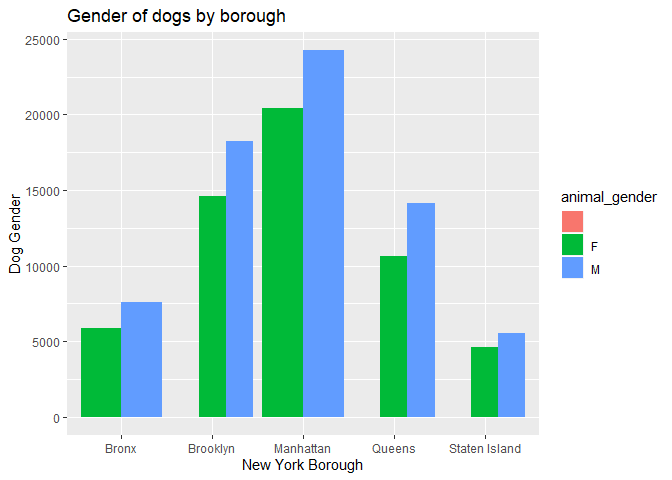 Gender of dogs by borough
25000
20000
15000
10000
5000
0
Dog Gender
Bronx Brooklyn Manhattan Queens Staten Island
New York Borough
animal_gender
F
M